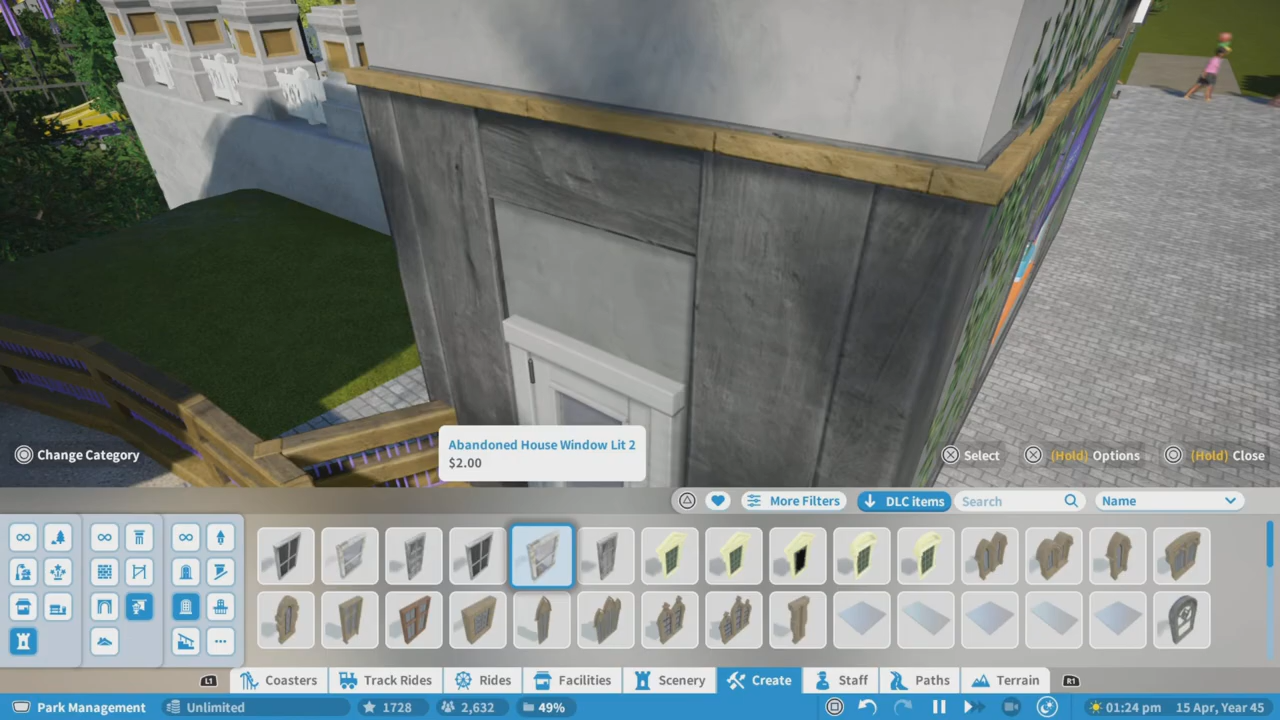 Abandoned House Window Lit 2
$2.00
Change Category
Select
(Hold) Options
(Hold) Close
More Filters
DLC items
Search
Name
L1
Coasters
Track Rides
Rides
Facilities
Scenery
Create
Staff
Paths
Terrain
R1
Park Management
Unlimited
1728
2,632
49%
01:24 pm
15 Apr, Year 45